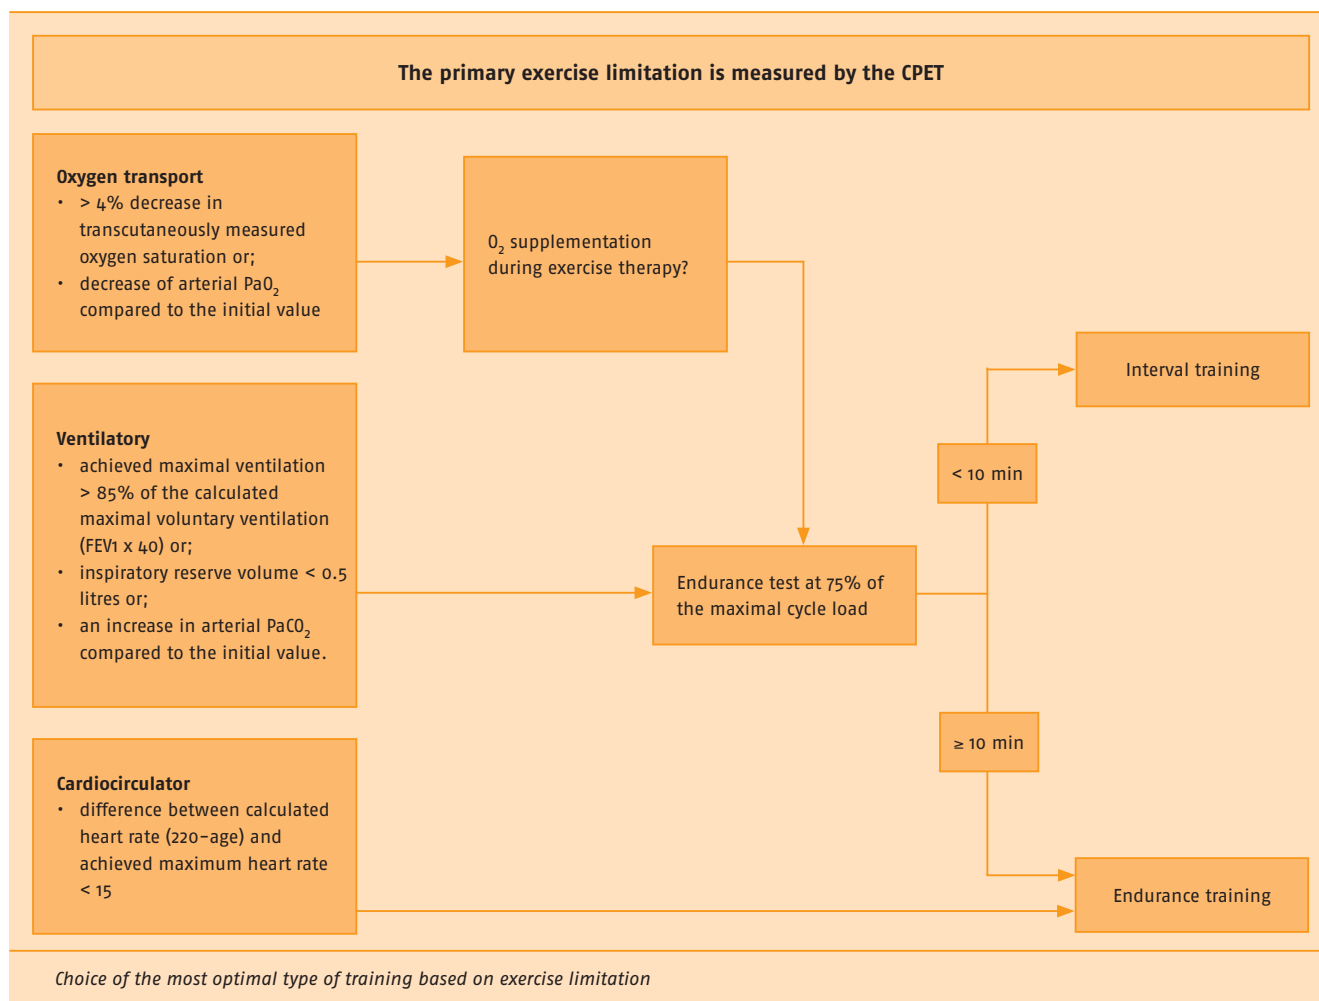 The primary exercise limitation is measured by the CPET
Oxygen transport
• > 4% decrease in
transcutaneously measured
oxygen saturation or;
• decrease of arterial PaO₂
compared to the initial value
O₂ supplementation
during exercise therapy?
Ventilatory
• achieved maximal ventilation
> 85% of the calculated
maximal voluntary ventilation
(FEV1 x 40) or;
• inspiratory reserve volume < 0.5
litres or;
• an increase in arterial PaCO₂
compared to the initial value.
Endurance test at 75% of
the maximal cycle load
< 10 min
Interval training
≥ 10 min
Cardiocirculator
• difference between calculated
heart rate (220-age) and
achieved maximum heart rate
< 15
Endurance training
Choice of the most optimal type of training based on exercise limitation